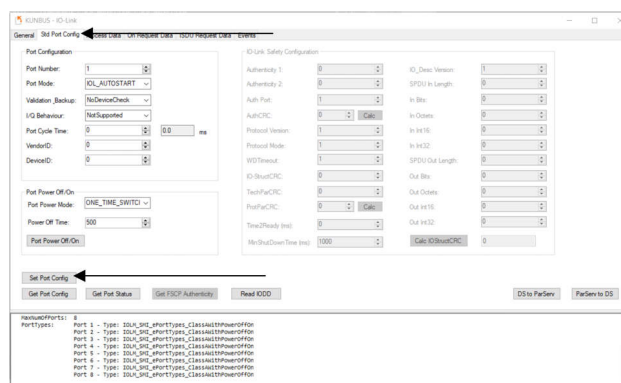 KUNBUS - IO-Link
General Std Port Config Process Data On Request Data ISDU Request Data Events
Port Configuration
Port Number: 1
Port Mode: IOL_AUTOSTART
Validation_Backup: NoDeviceCheck
I/Q Behaviour: NotSupported
Port Cycle Time: 0 0.0 ms
VendorID: 0
DeviceID: 0
Port Power Off/On
Port Power Mode: ONE_TIME_SWITCH
Power Off Time: 500
Port Power Off/On
IO-Link Safety Configuration
Authenticity 1: 0
Authenticity 2: 0
Auth Port: 1
AuthCRC: 0 Calc
Protocol Version: 1
Protocol Mode: 1
WDTimeout: 1
IO-StructCRC: 0
TechParCRC: 0
ProtParCRC: 0 Calc
Time2Ready (ms) 0
MinShutDownTime (ms) 1000
IO_Desc Version: 1
SPDU In Length: 0
In Bits: 0
In Octets: 0
In Int16: 0
In Int32: 0
SPDU Out Length: 0
Out Bits: 0
Out Octets: 0
Out Int16: 0
Out Int32: 0
Calc IOStructCRC 0
Set Port Config
Get Port Config Get Port Status Get FSCP Authenticity Read IODD DS to ParServ ParServ to DS
MaxNumOfPorts: 8
PortTypes: Port 1 - Type: IOLM_SMI_ePortTypes_ClassAWithPowerOffOn
Port 2 - Type: IOLM_SMI_ePortTypes_ClassAWithPowerOffOn
Port 3 - Type: IOLM_SMI_ePortTypes_ClassAWithPowerOffOn
Port 4 - Type: IOLM_SMI_ePortTypes_ClassAWithPowerOffOn
Port 5 - Type: IOLM_SMI_ePortTypes_ClassAWithPowerOffOn
Port 6 - Type: IOLM_SMI_ePortTypes_ClassAWithPowerOffOn
Port 7 - Type: IOLM_SMI_ePortTypes_ClassAWithPowerOffOn
Port 8 - Type: IOLM_SMI_ePortTypes_ClassAWithPowerOffOn